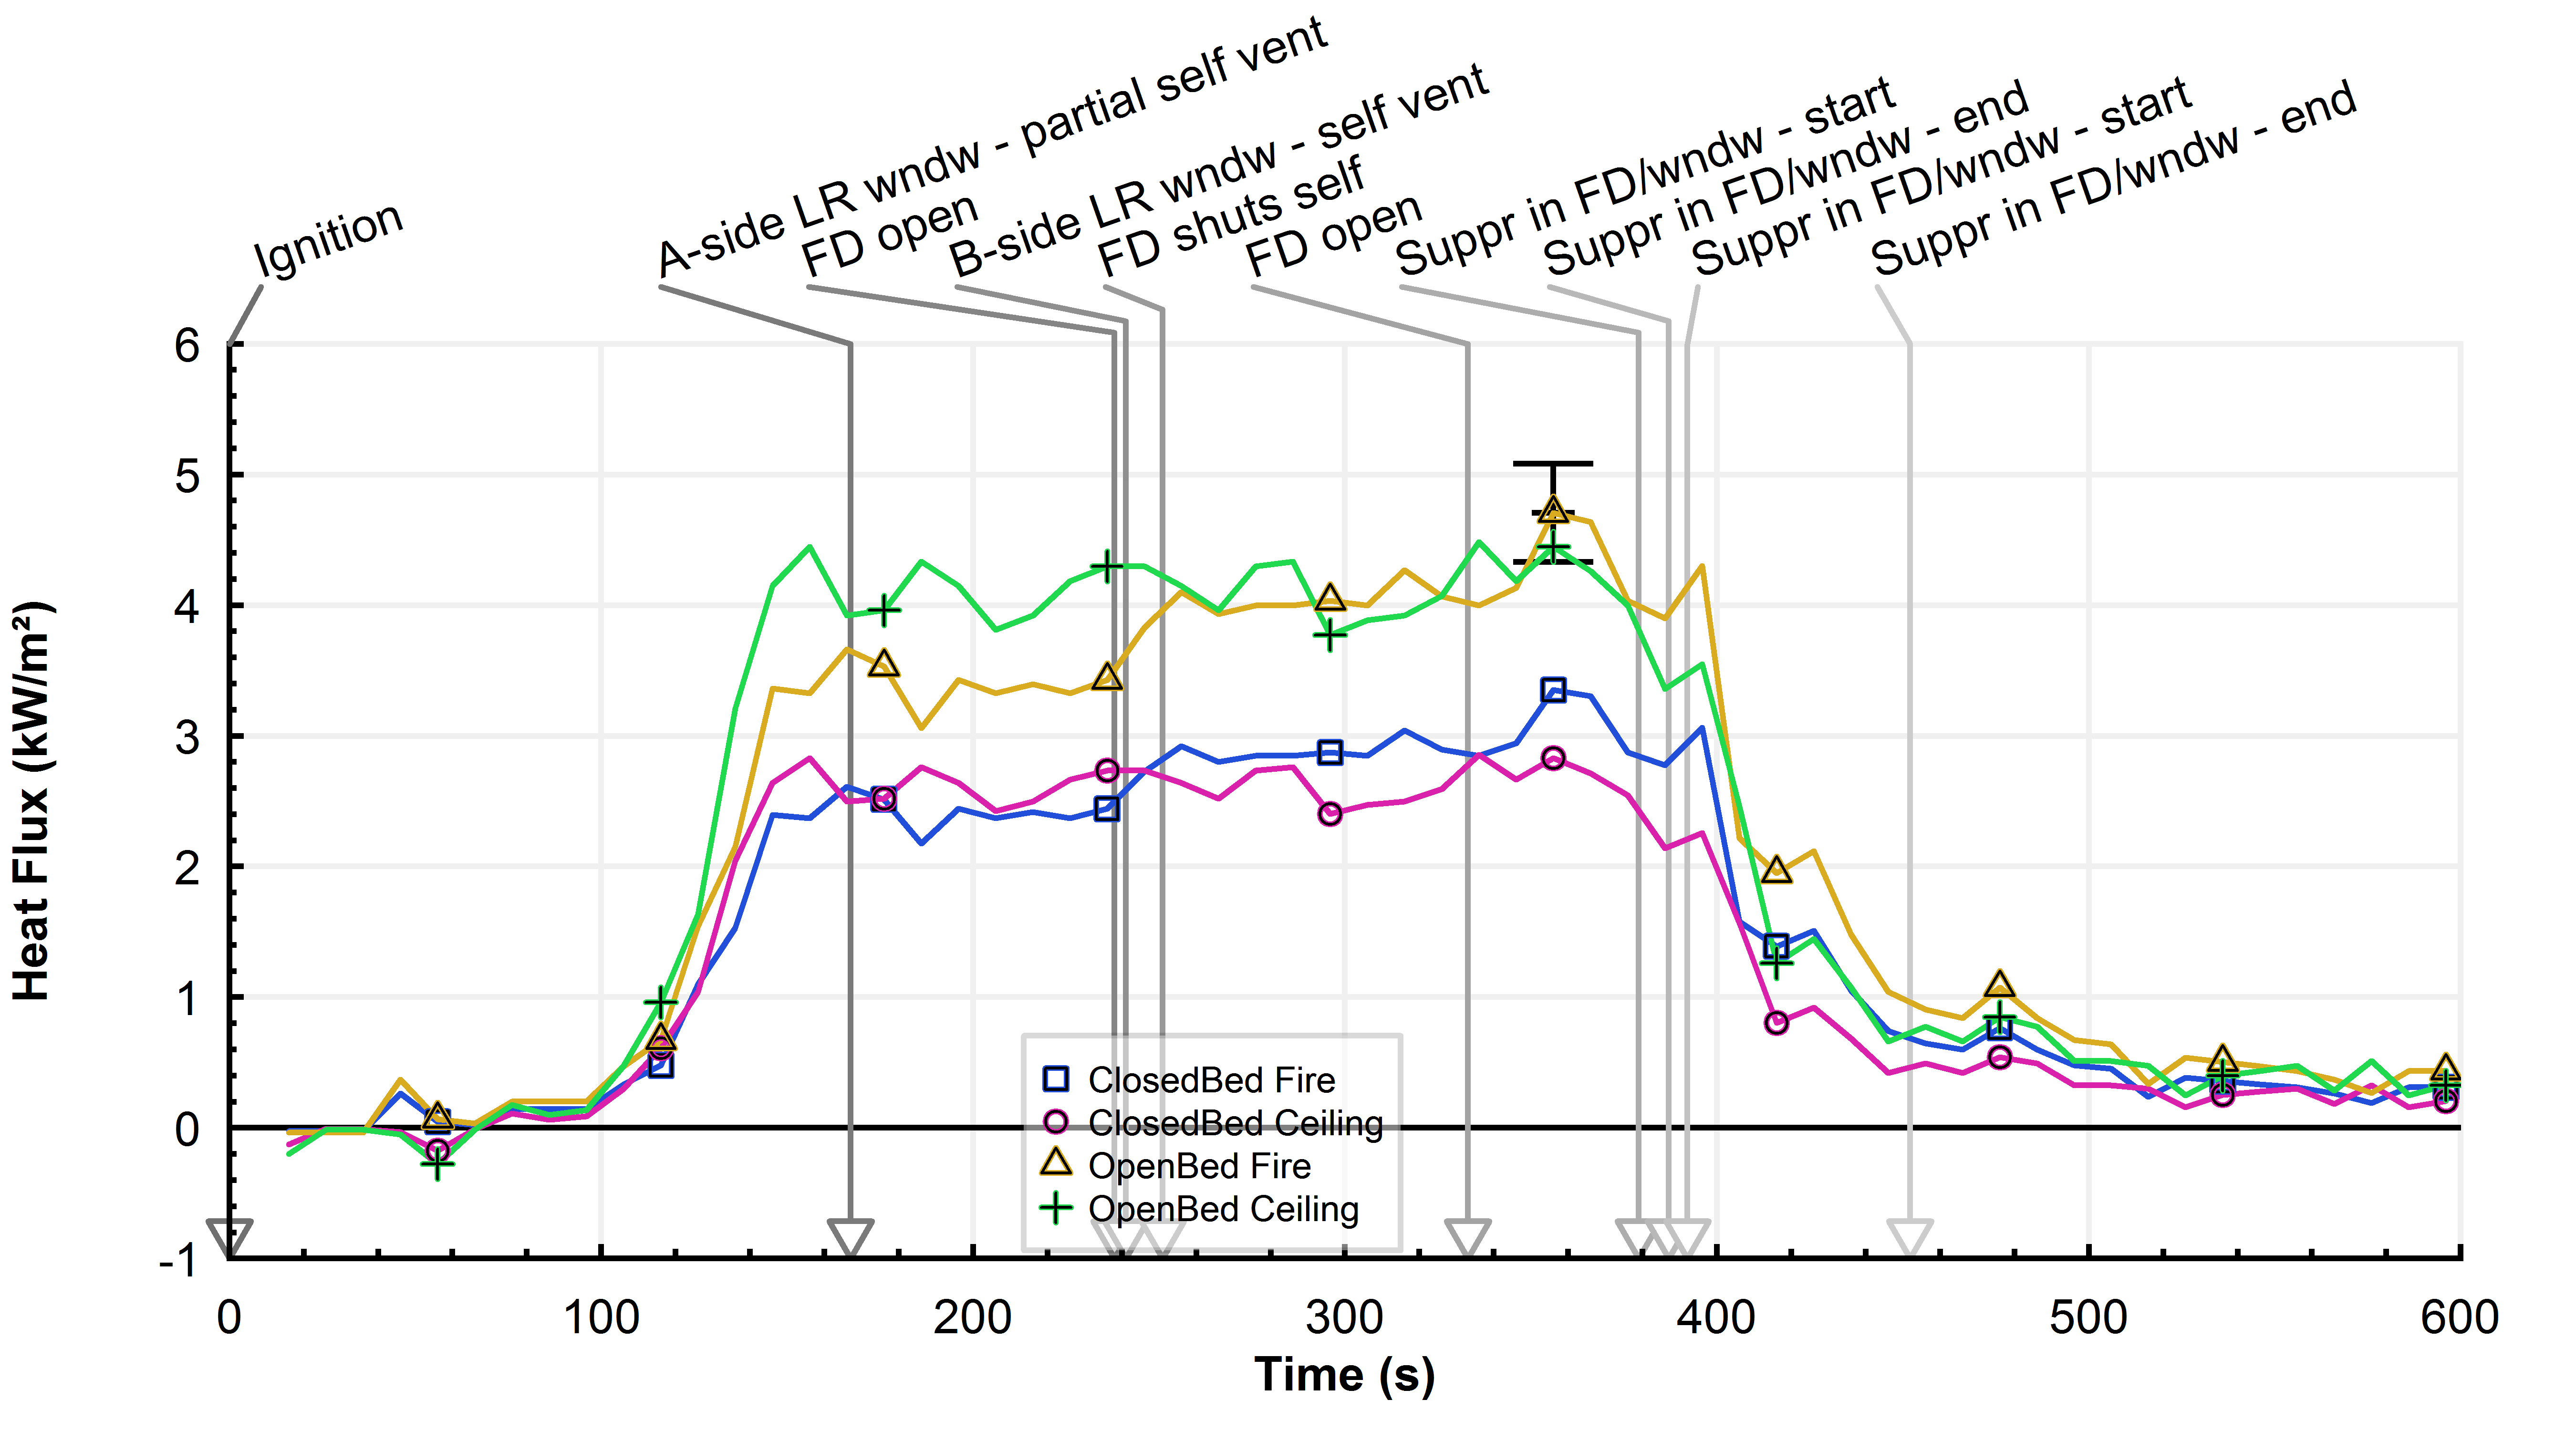 Ignition
A-side LR wndw - partial self vent
FD open
B-side LR wndw - self vent
FD shuts self
FD open
Suppr in FD/wndw - start
Suppr in FD/wndw - end
Suppr in FD/wndw - start
Suppr in FD/wndw - end
6
5
4
3
2
1
0
-1
Heat Flux (kW/m²)
ClosedBed Fire
ClosedBed Ceiling
OpenBed Fire
OpenBed Ceiling
0 100 200 300 400 500 600
Time (s)